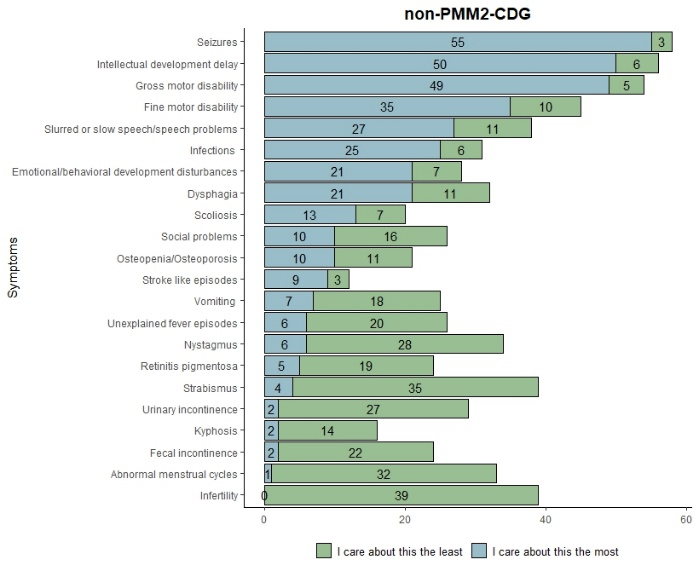 non-PMM2-CDG
Symptoms
Seizures 55 3
Intellectual development delay 50 6
Gross motor disability 49 5
Fine motor disability 35 10
Slurred or slow speech/speech problems 27 11
Infections 25 6
Emotional/behavioral development disturbances 21 7
Dysphagia 21 11
Scoliosis 13 7
Social problems 10 16
Osteopenia/Osteoporosis 10 11
Stroke like episodes 9 3
Vomiting 7 18
Unexplained fever episodes 6 20
Nystagmus 6 28
Retinitis pigmentosa 5 19
Strabismus 4 35
Urinary incontinence 2 27
Kyphosis 2 14
Fecal incontinence 2 22
Abnormal menstrual cycles 1 32
Infertility 0 39
0 20 40 60
I care about this the least I care about this the most